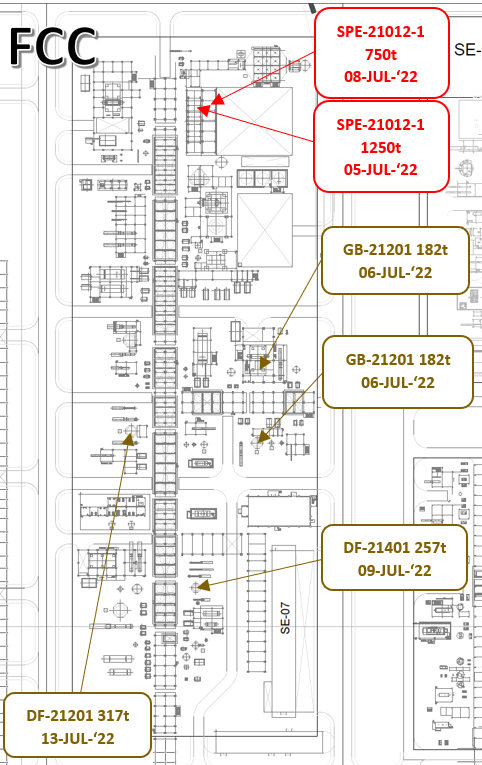 FCC
SPE-21012-1
750t
08-JUL-‘22
SE-
SPE-21012-1
1250t
05-JUL-‘22
GB-21201 182t
06-JUL-‘22
GB-21201 182t
06-JUL-‘22
DF-21401 257t
09-JUL-‘22
SE-07
DF-21201 317t
13-JUL-‘22